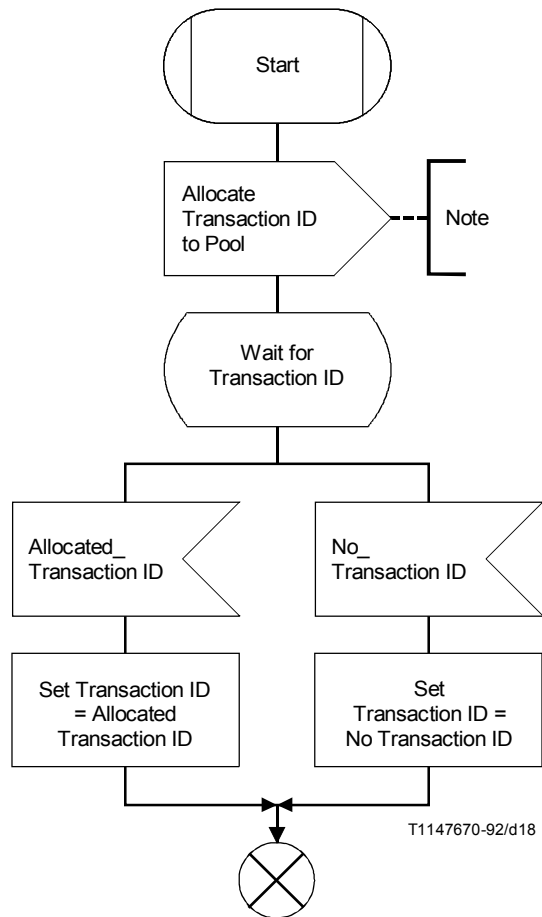 Start
Allocate
Transaction ID
to Pool
Note
Wait for
Transaction ID
Allocated_
Transaction ID
No_
Transaction ID
Set Transaction ID
= Allocated
Transaction ID
Set
Transaction ID =
No Transaction ID
T1147670-92/d18